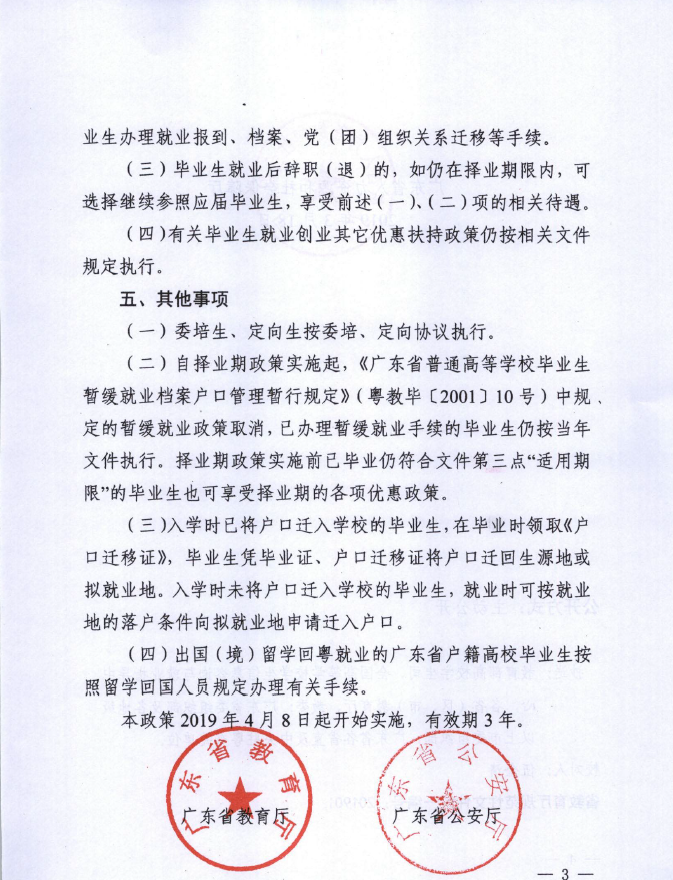 业生办理就业报到、档案、党（团）组织关系迁移等手续。
（三）毕业生就业后辞职（退）的，如仍在择业期限内，可
选择继续参照应届毕业生，享受前述（一）、（二）项的相关待遇。
（四）有关毕业生就业创业其它优惠扶持政策仍按相关文件
规定执行。
五、其他事项
（一）委培生、定向生按委培、定向协议执行。
（二）自择业期政策实施起，《广东省普通高等学校毕业生
暂缓就业档案户口管理暂行规定》（粤教毕〔2001〕10 号）中规
定的暂缓就业政策取消，已办理暂缓就业手续的毕业生仍按当年
文件执行。择业期政策实施前已毕业仍符合文件第三点“适用期
限”的毕业生也可享受择业期的各项优惠政策。
（三）入学时已将户口迁入学校的毕业生，在毕业时领取《户
口迁移证》，毕业生凭毕业证、户口迁移证将户口迁回生源地或
拟就业地。入学时未将户口迁入学校的毕业生，就业时可按就业
地的落户条件向拟就业地申请迁入户口。
（四）出国（境）留学回粤就业的广东省户籍高校毕业生按
照留学回国人员规定办理有关手续。
本政策 2019 年 4 月 8 日起开始实施，有效期 3 年。
广东省教育厅
广东省教育厅
广东省公安厅
广东省公安厅
— 3 —